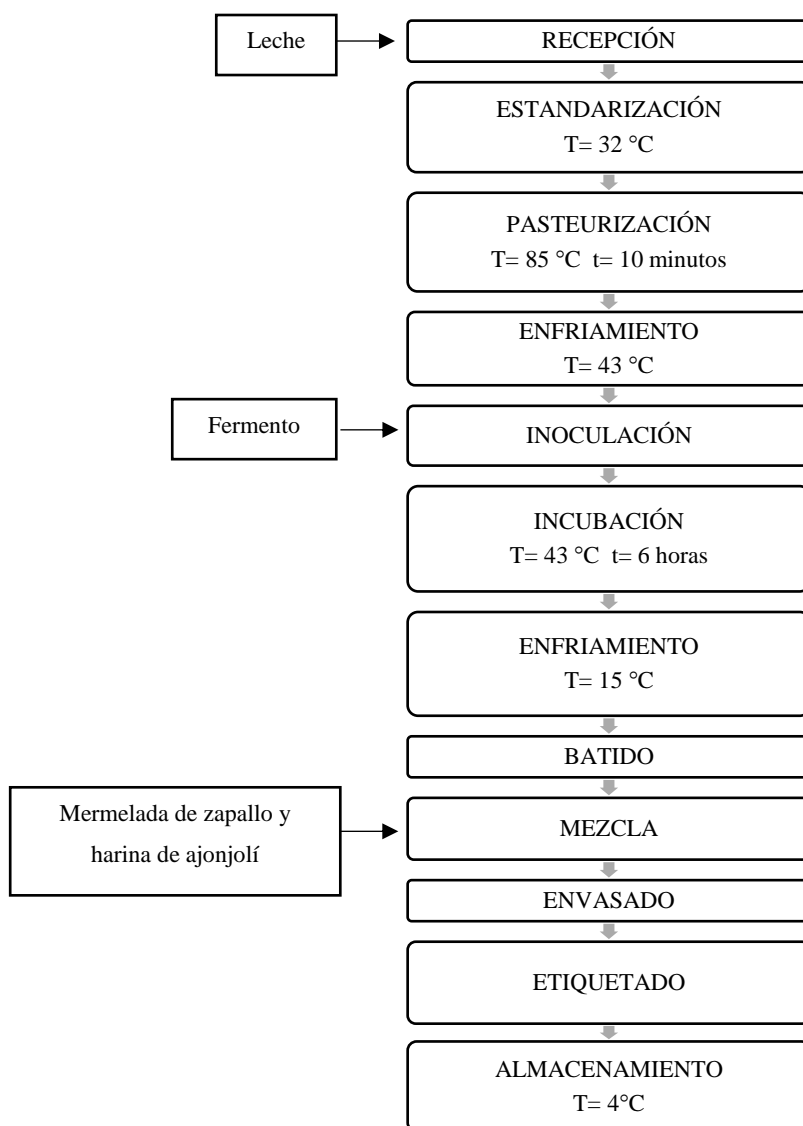 Leche
RECEPCIÓN
ESTANDARIZACIÓN
T= 32 °C
PASTEURIZACIÓN
T= 85 °C  t= 10 minutos
ENFRIAMIENTO
T= 43 °C
Fermento
INOCULACIÓN
INCUBACIÓN
T= 43 °C  t= 6 horas
ENFRIAMIENTO
T= 15 °C
BATIDO
Mermelada de zapallo y
harina de ajonjolí
MEZCLA
ENVASADO
ETIQUETADO
ALMACENAMIENTO
T= 4°C